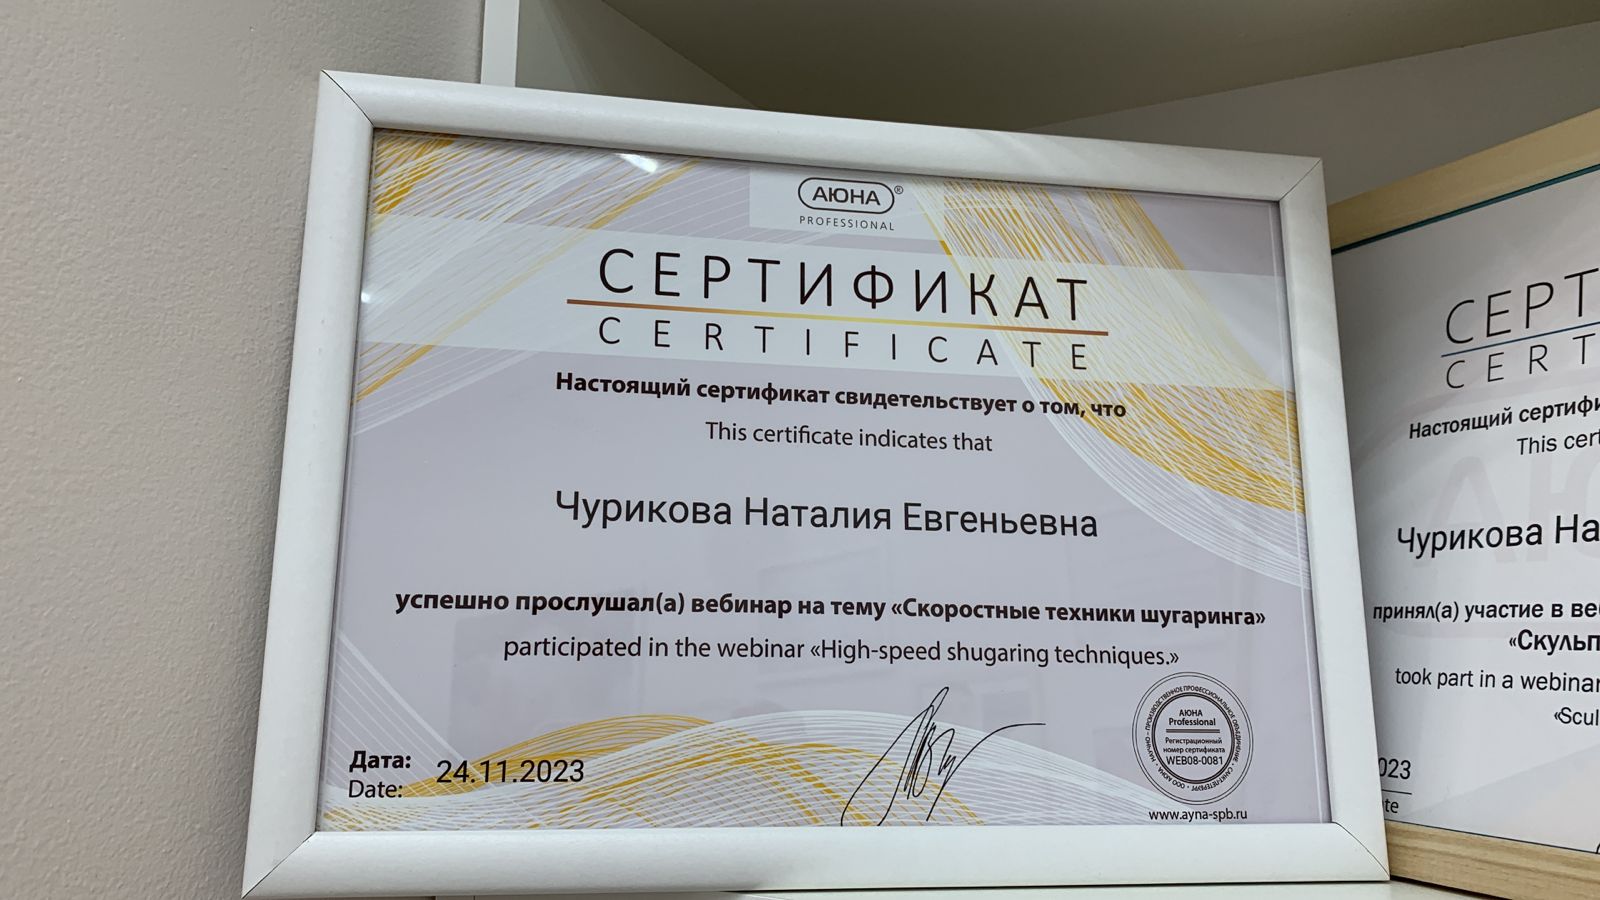 АЮНА®
PROFESSIONAL
СЕРТИФИКАТ
CERTIFICATE
Настоящий сертификат свидетельствует о том, что
This certificate indicates that
Чурикова Наталия Евгеньевна
успешно прослушал(а) вебинар на тему «Скоростные техники шугаринга»
participated in the webinar «High-speed shugaring techniques.»
Дата:
Date:
24.11.2023
АЮНА
Professional
Регистрационный
номер сертификата
WEB08-0081
www.ayna-spb.ru
СЕРТ
CERT
Настоящий сертифи
This cert
Чурикова На
принял(а) участие в ве
«Скульп
took part in a webinar
«Scul
023
te